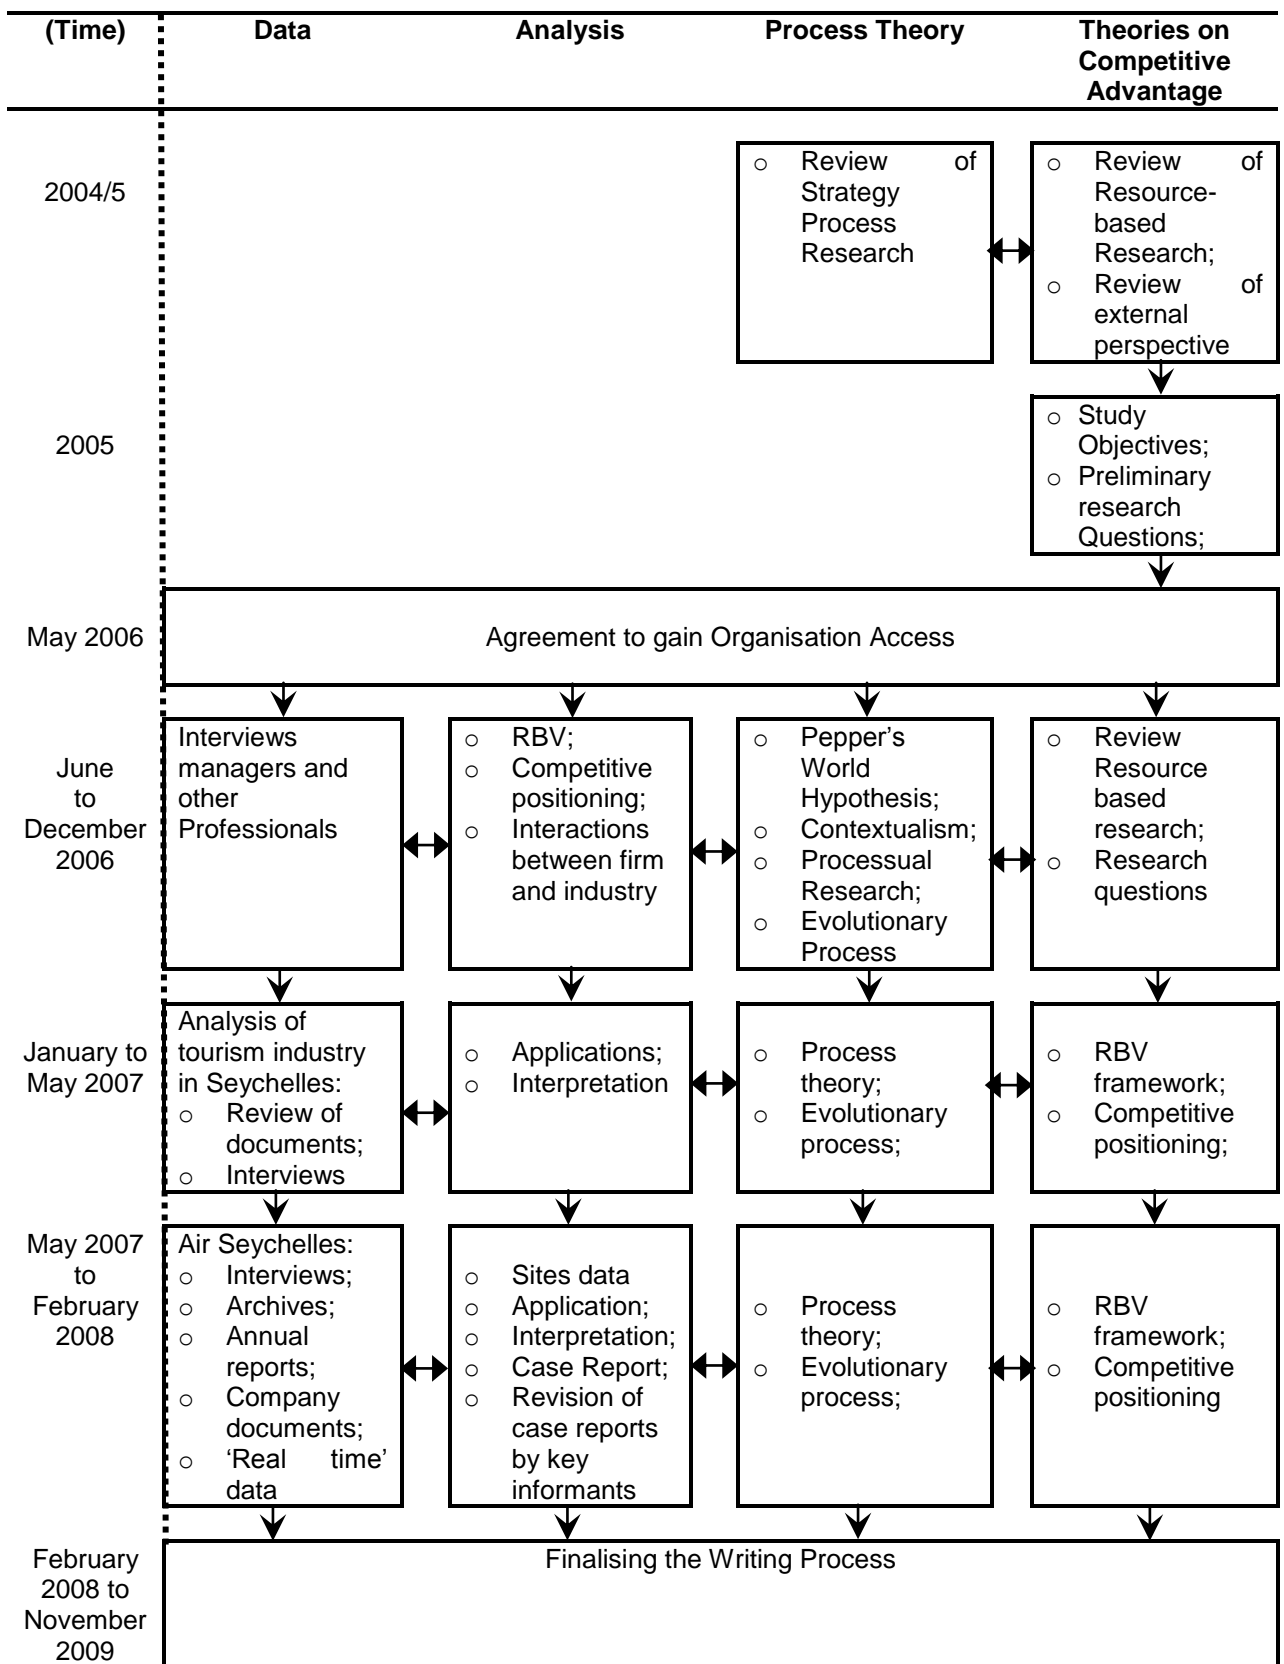 (Time)
Data
Analysis
Process Theory
Theories on
Competitive
Advantage
2004/5
○ Review of
Strategy
Process
Research
○ Review of
Resource-
based
Research;
○ Review of
external
perspective
2005
○ Study
Objectives;
○ Preliminary
research
Questions;
May 2006
Agreement to gain Organisation Access
June
to
December
2006
Interviews
managers and
other
Professionals
○ RBV;
○ Competitive
positioning;
○ Interactions
between firm
and industry
○ Pepper's
World
Hypothesis;
○ Contextualism;
○ Processual
Research;
○ Evolutionary
Process
○ Review
Resource
based
research;
○ Research
questions
January to
May 2007
Analysis of
tourism industry
in Seychelles:
○ Review of
documents;
○ Interviews
○ Applications;
○ Interpretation
○ Process
theory;
○ Evolutionary
process;
○ RBV
framework;
○ Competitive
positioning;
May 2007
to
February
2008
Air Seychelles:
○ Interviews;
○ Archives;
○ Annual
reports;
○ Company
documents;
○ ‘Real time’
data
○ Sites data
○ Application;
○ Interpretation;
○ Case Report;
○ Revision of
case reports
by key
informants
○ Process
theory;
○ Evolutionary
process;
○ RBV
framework;
○ Competitive
positioning
February
2008 to
November
2009
Finalising the Writing Process